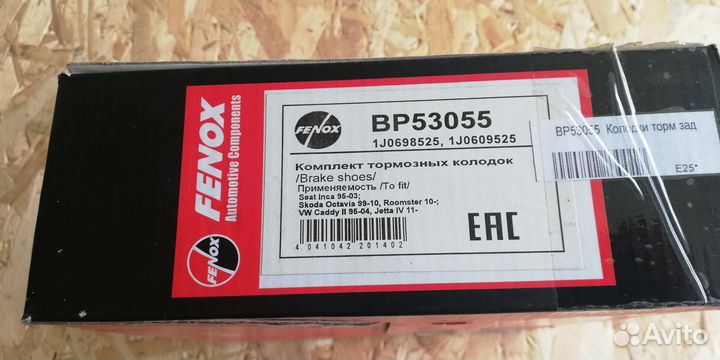 FENOX
Automotive Components
FENOX
FENOX
BP53055
1J0698525, 1J0609525
Комплект тормозных колодок
/Brake shoes/
Применяемость /To fit/
Seat Inca 95-03;
Skoda Octavia 99-10, Roomster 10-;
VW Caddy II 95-04, Jetta IV 11-
4 041042 201402
EAC
BP53055 Колодки торм зад
E25*
Avito